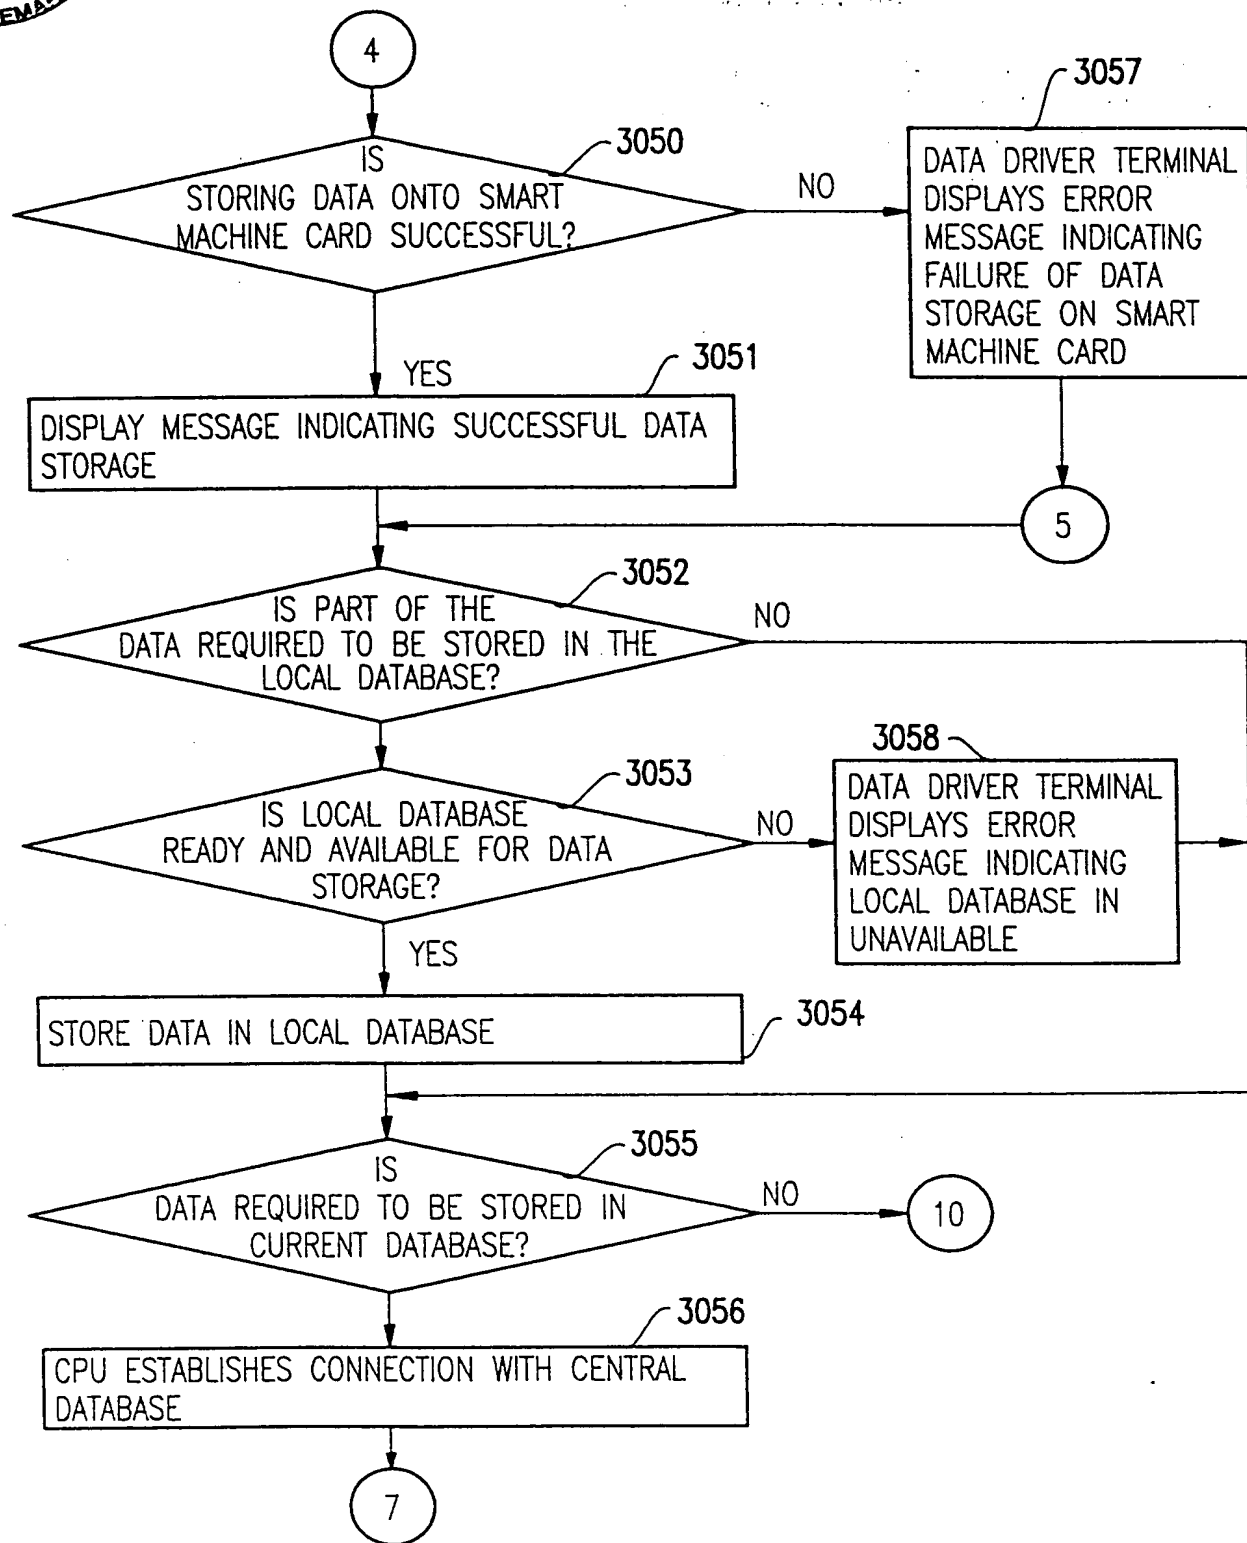 4
3050
IS
STORING DATA ONTO SMART
MACHINE CARD SUCCESSFUL?
NO
3057
DATA DRIVER TERMINAL
DISPLAYS ERROR
MESSAGE INDICATING
FAILURE OF DATA
STORAGE ON SMART
MACHINE CARD
YES
3051
DISPLAY MESSAGE INDICATING SUCCESSFUL DATA
STORAGE
5
3052
IS PART OF THE
DATA REQUIRED TO BE STORED IN THE
LOCAL DATABASE?
NO
3053
IS LOCAL DATABASE
READY AND AVAILABLE FOR DATA
STORAGE?
NO
3058
DATA DRIVER TERMINAL
DISPLAYS ERROR
MESSAGE INDICATING
LOCAL DATABASE IN
UNAVAILABLE
YES
STORE DATA IN LOCAL DATABASE
3054
3055
IS
DATA REQUIRED TO BE STORED IN
CURRENT DATABASE?
NO
10
3056
CPU ESTABLISHES CONNECTION WITH CENTRAL
DATABASE
7